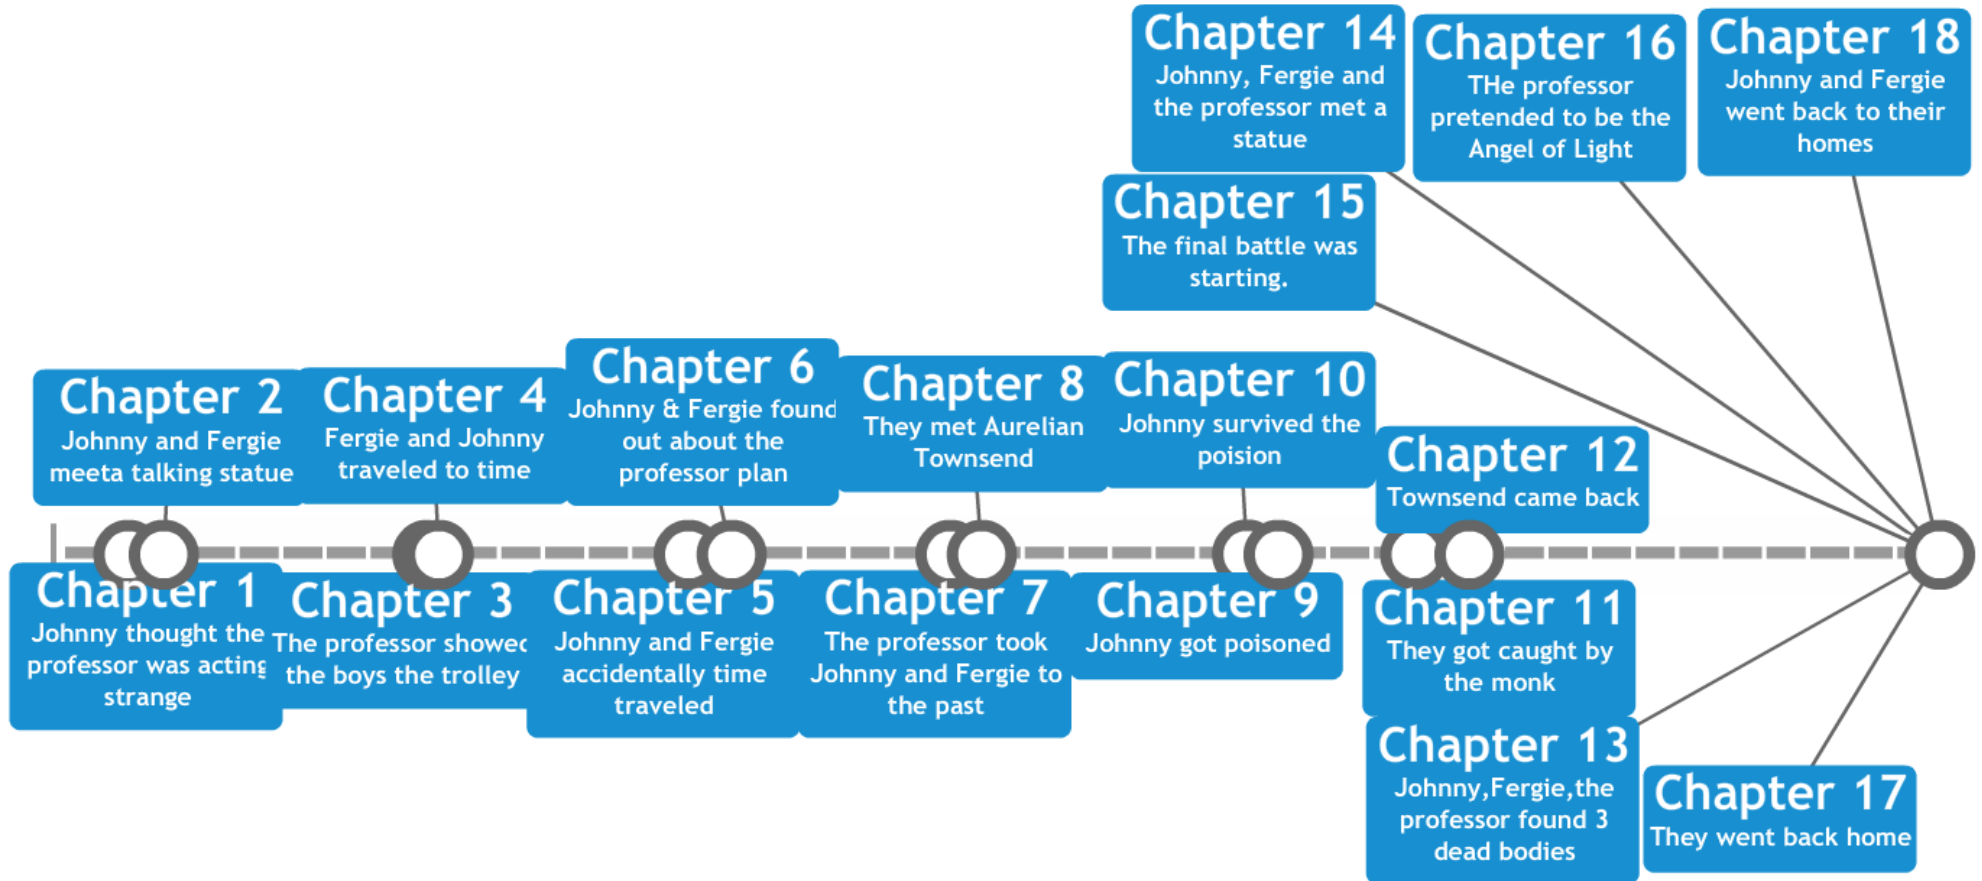 Chapter 1
Johnny thought the
professor was acting
strange
Chapter 2
Johnny and Fergie
meeta talking statue
Chapter 3
The professor showed
the boys the trolley
Chapter 4
Fergie and Johnny
traveled to time
Chapter 5
Johnny and Fergie
accidentally time
traveled
Chapter 6
Johnny & Fergie found
out about the
professor plan
Chapter 7
The professor took
Johnny and Fergie to
the past
Chapter 8
They met Aurelian
Townsend
Chapter 9
Johnny got poisoned
Chapter 10
Johnny survived the
poision
Chapter 11
They got caught by
the monk
Chapter 12
Townsend came back
Chapter 13
Johnny,Fergie,the
professor found 3
dead bodies
Chapter 14
Johnny, Fergie and
the professor met a
statue
Chapter 15
The final battle was
starting.
Chapter 16
THe professor
pretended to be the
Angel of Light
Chapter 17
They went back home
Chapter 18
Johnny and Fergie
went back to their
homes